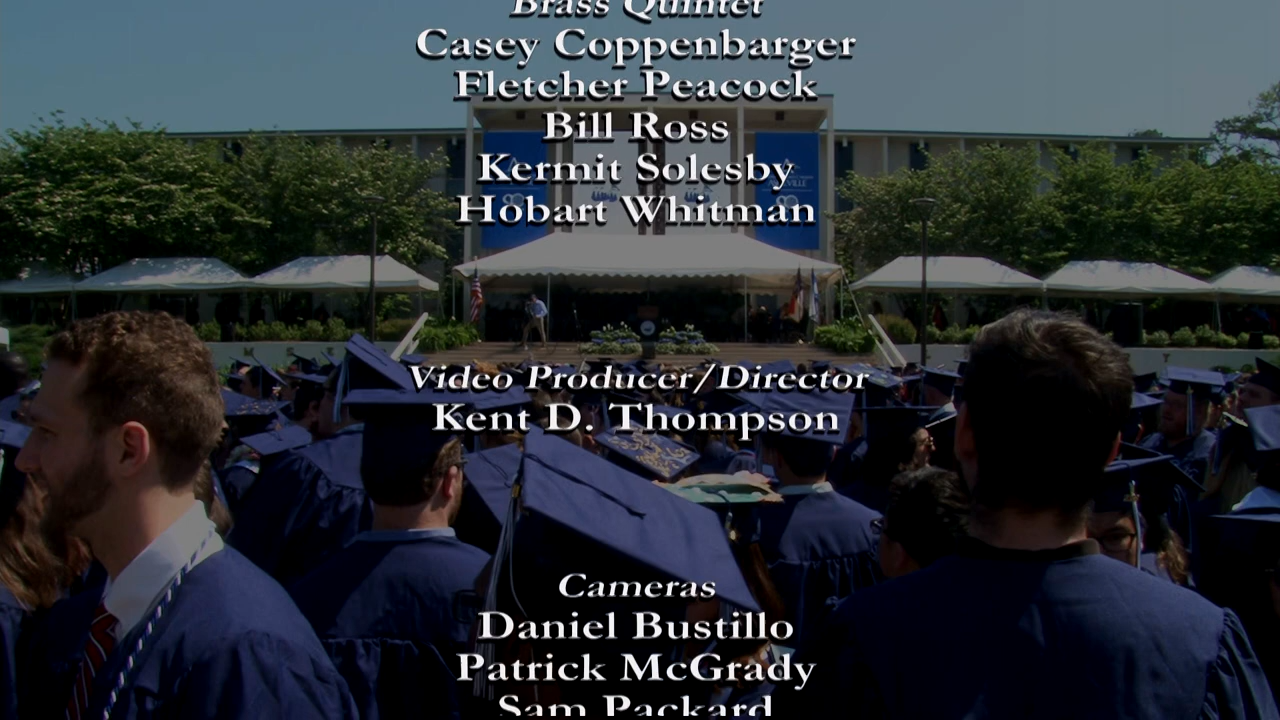 Brass Quintet
Casey Coppenbarger
Fletcher Peacock
Bill Ross
Kermit Solesby
Hobart Whitman
Video Producer/Director
Kent D. Thompson
Cameras
Daniel Bustillo
Patrick McGrady
Sam Packard